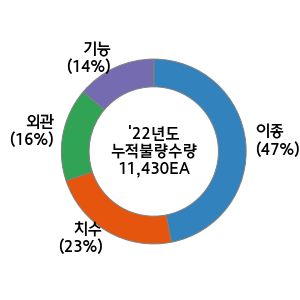 기능
(14%)
외관
(16%)
'22년도
누적불량수량
11,430EA
이종
(47%)
치수
(23%)